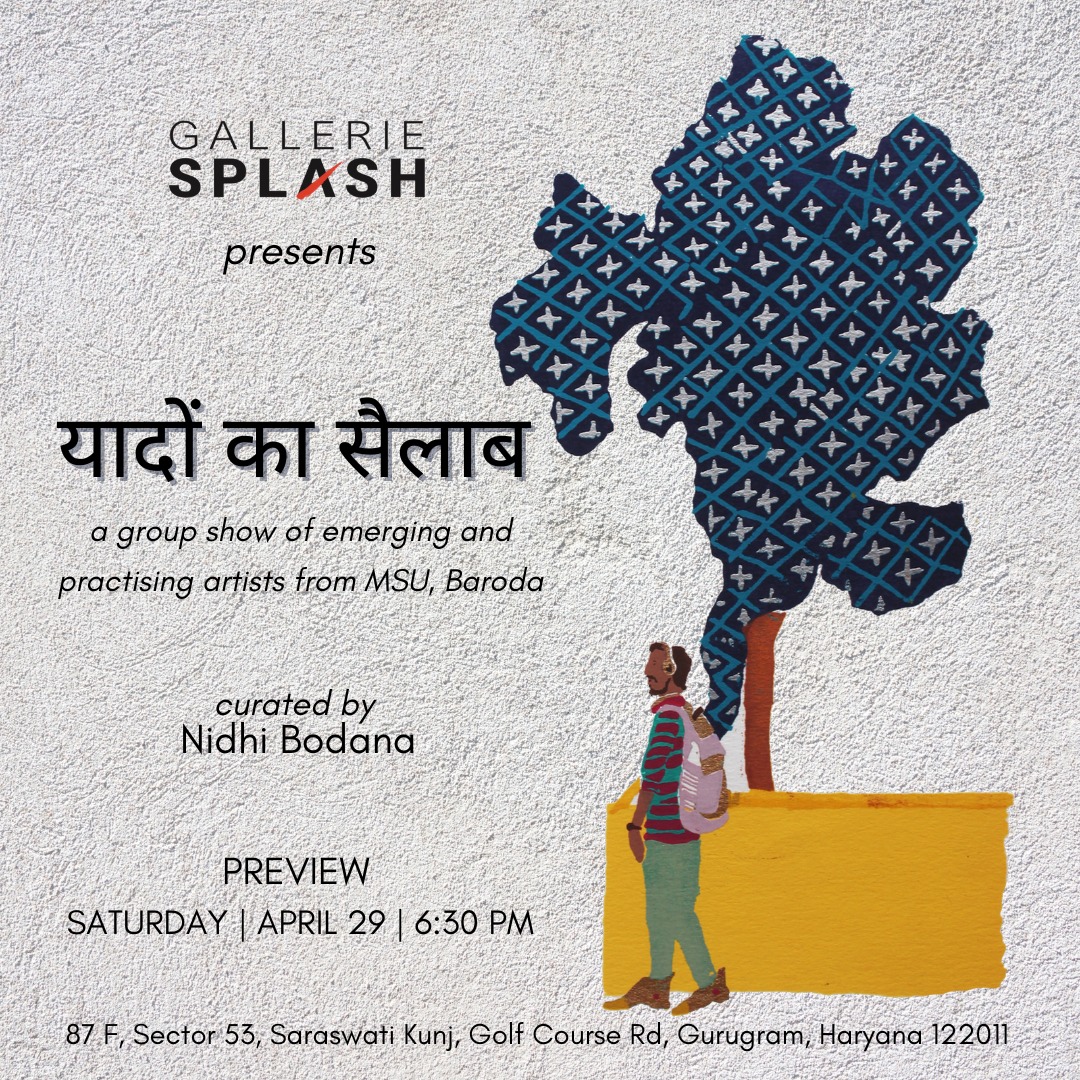 GALLERIE
SPLASH
presents
यादों का सैलाब
a group show of emerging and
practising artists from MSU, Baroda
curated by
Nidhi Bodana
PREVIEW
SATURDAY | APRIL 29 | 6:30 PM
87 F, Sector 53, Saraswati Kunj, Golf Course Rd, Gurugram, Haryana 122011